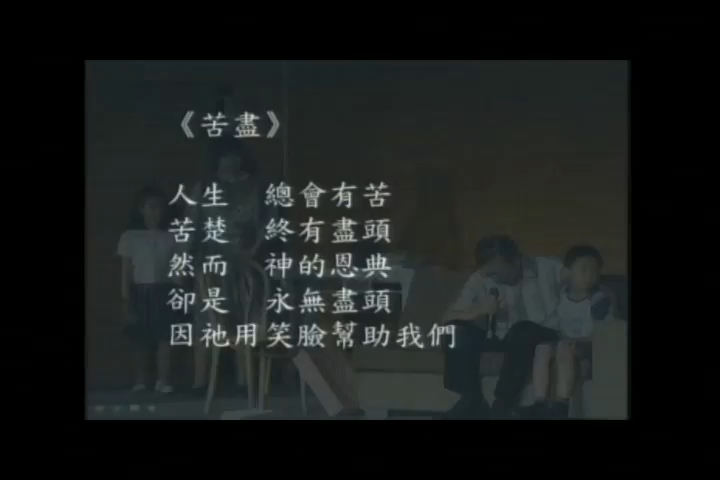 《苦盡》
人生　總會有苦
苦楚　終有盡頭
然而　神的恩典
卻是　永無盡頭
因祂用笑臉幫助我們